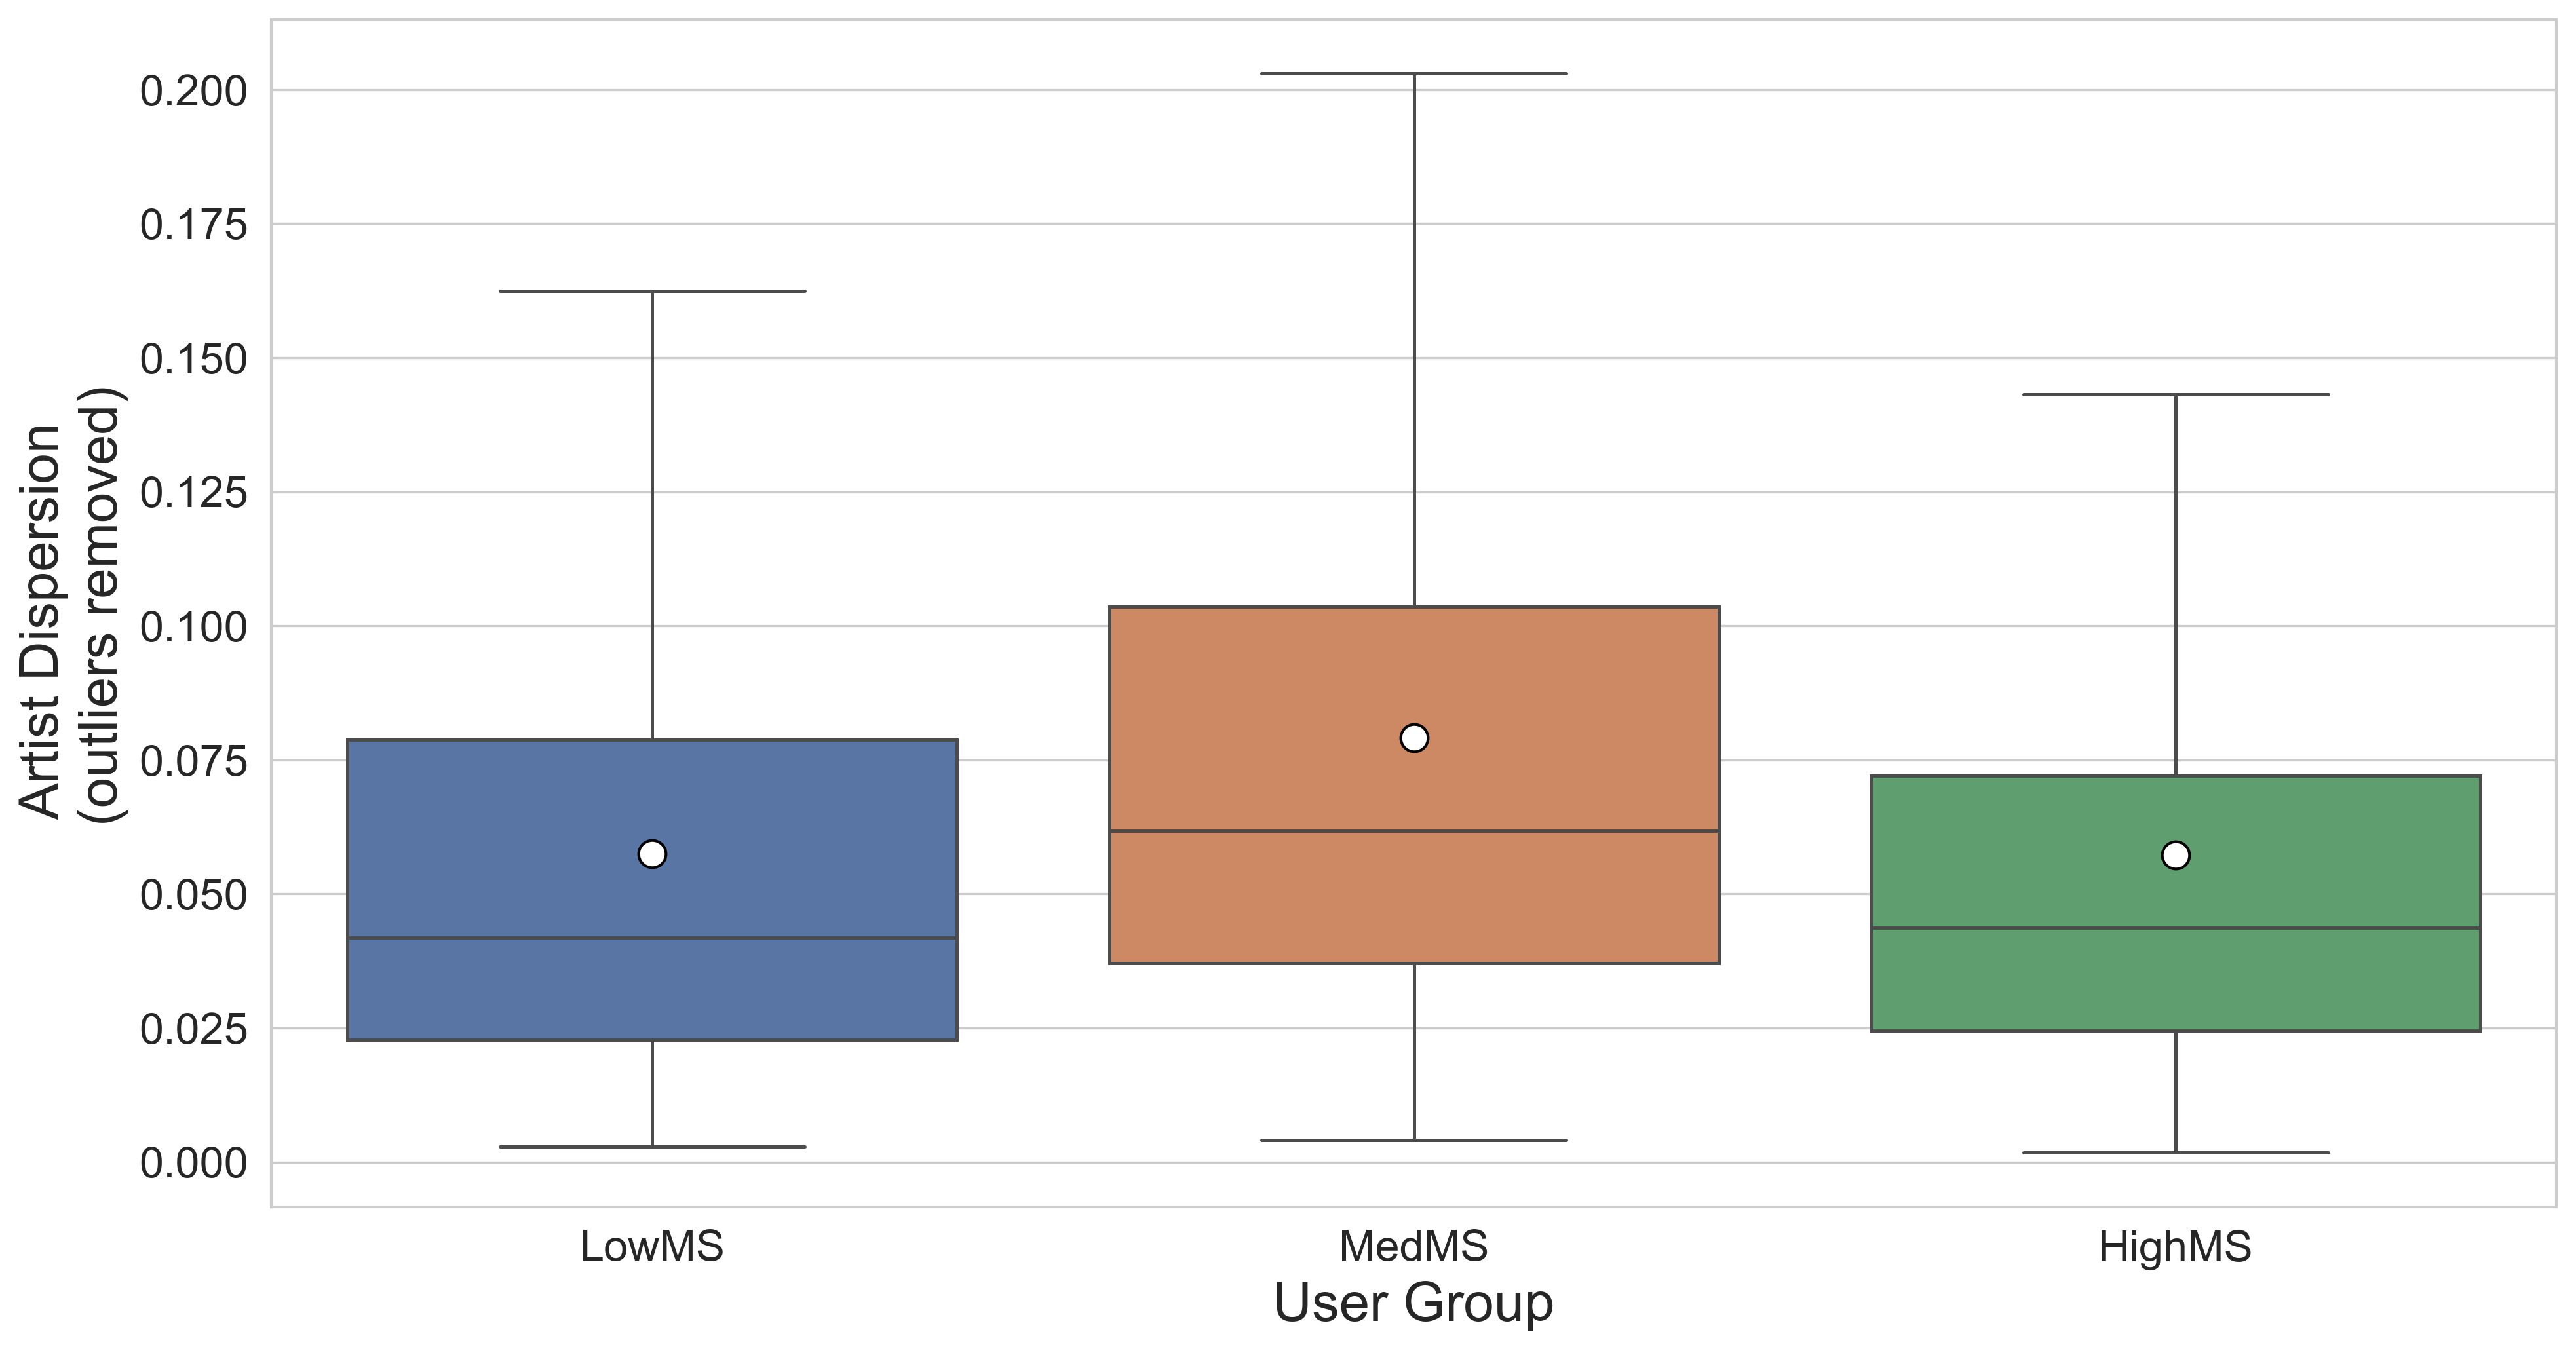 Artist Dispersion
(outliers removed)
0.200
0.175
0.150
0.125
0.100
0.075
0.050
0.025
0.000
LowMS
MedMS
HighMS
User Group